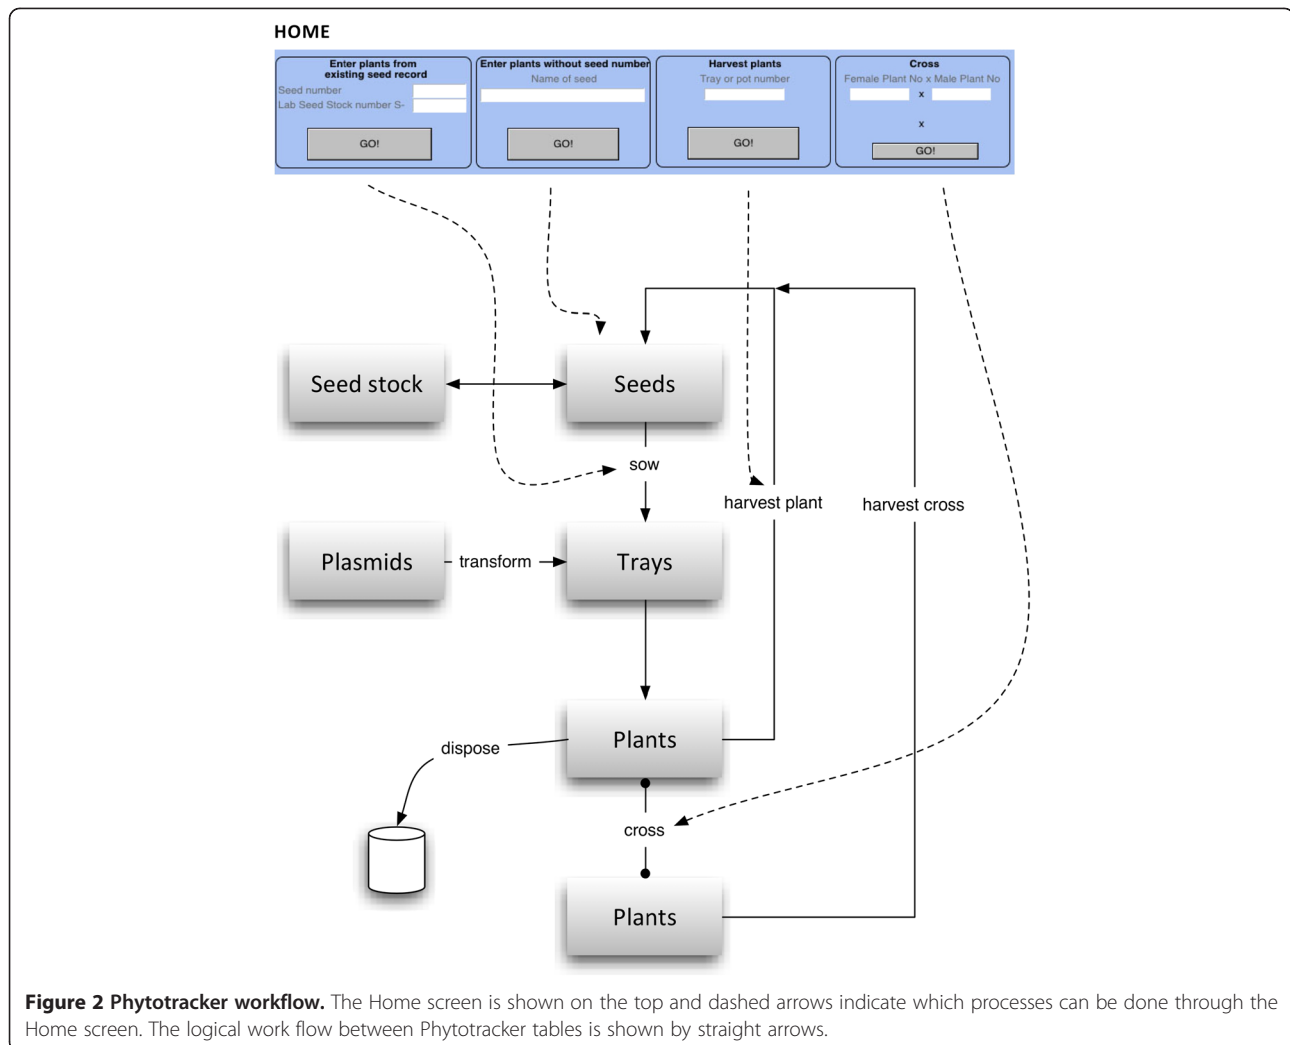 HOME
Enter plants from
existing seed record
Seed number
Lab Seed Stock number S-
GO!
Enter plants without seed number
Name of seed
GO!
Harvest plants
Tray or pot number
GO!
Cross
Female Plant No x Male Plant No
x
x
GO!
Seed stock
Seeds
sow
harvest plant
harvest cross
Plasmids
transform
Trays
Plants
dispose
cross
Plants
Figure 2 Phytotracker workflow. The Home screen is shown on the top and dashed arrows indicate which processes can be done through the
Home screen. The logical work flow between Phytotracker tables is shown by straight arrows.